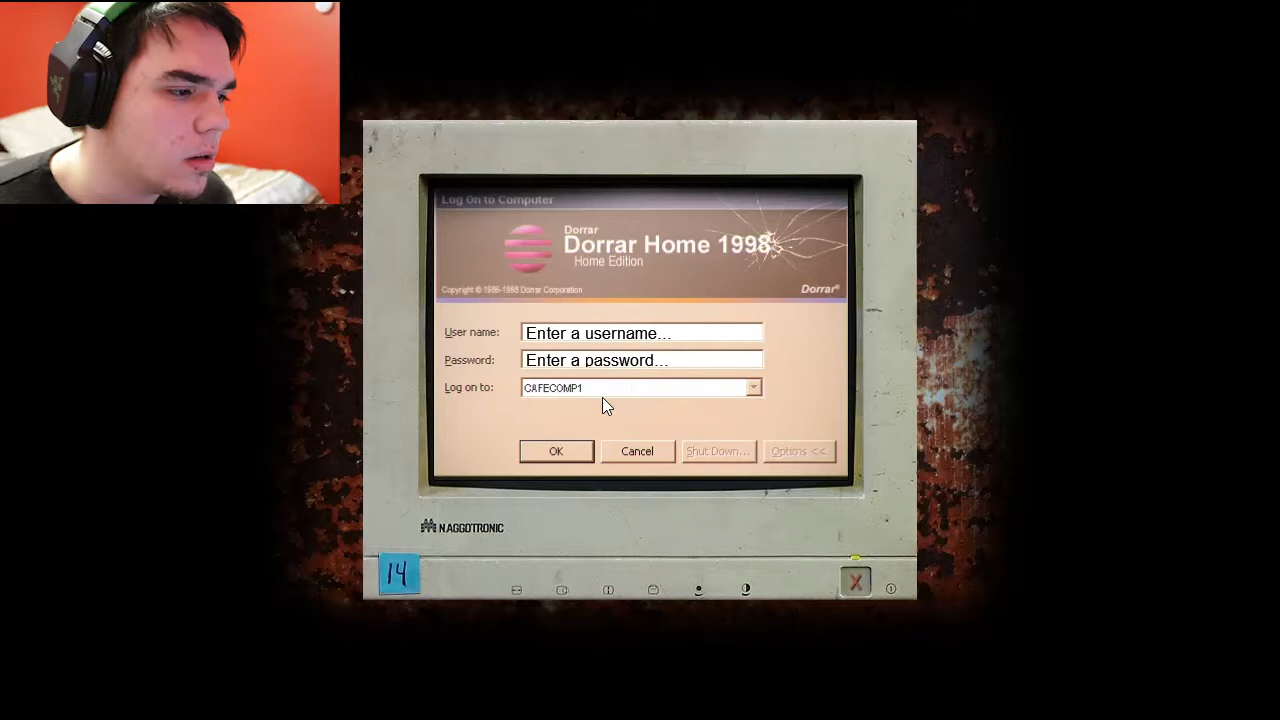 Log On to Computer
Dorrar
Dorrar Home 1998
Home Edition
Copyright © 1986-1998 Dorrar Corporation
Dorrar®
User name:
Enter a username...
Password:
Enter a password...
Log on to:
CAFECOMP1
OK
Cancel
Shut Down...
Options <<
NAGGOTRONIC
14
X